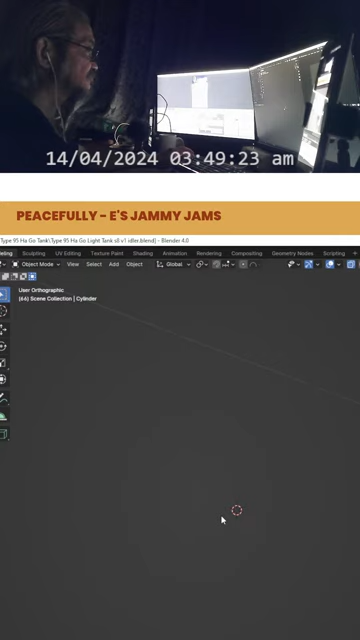 14/04/2024 03:49:23 am
PEACEFULLY - E'S JAMMY JAMS
Type 95 Ha Go Tank\Type 95 Ha Go Light Tank s8 v1 idler.blend] - Blender 4.0
Sculpting UV Editing Texture Paint Shading Animation Rendering Compositing Geometry Nodes Scripting
Object Mode View Select Add Object Global
User Orthographic
(66) Scene Collection | Cylinder